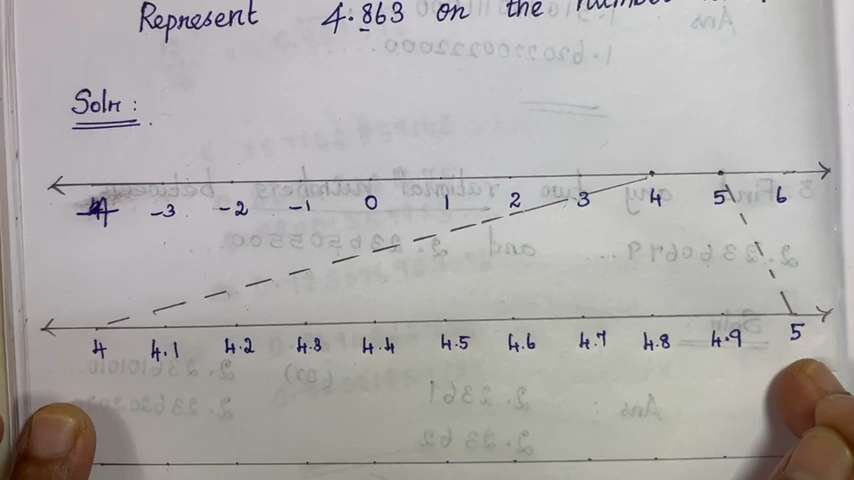 Represent 4.863 on the number
Soln :
-4 -3 -2 -1 0 1 2 3 4 5 6
4 4.1 4.2 4.3 4.4 4.5 4.6 4.7 4.8 4.9 5